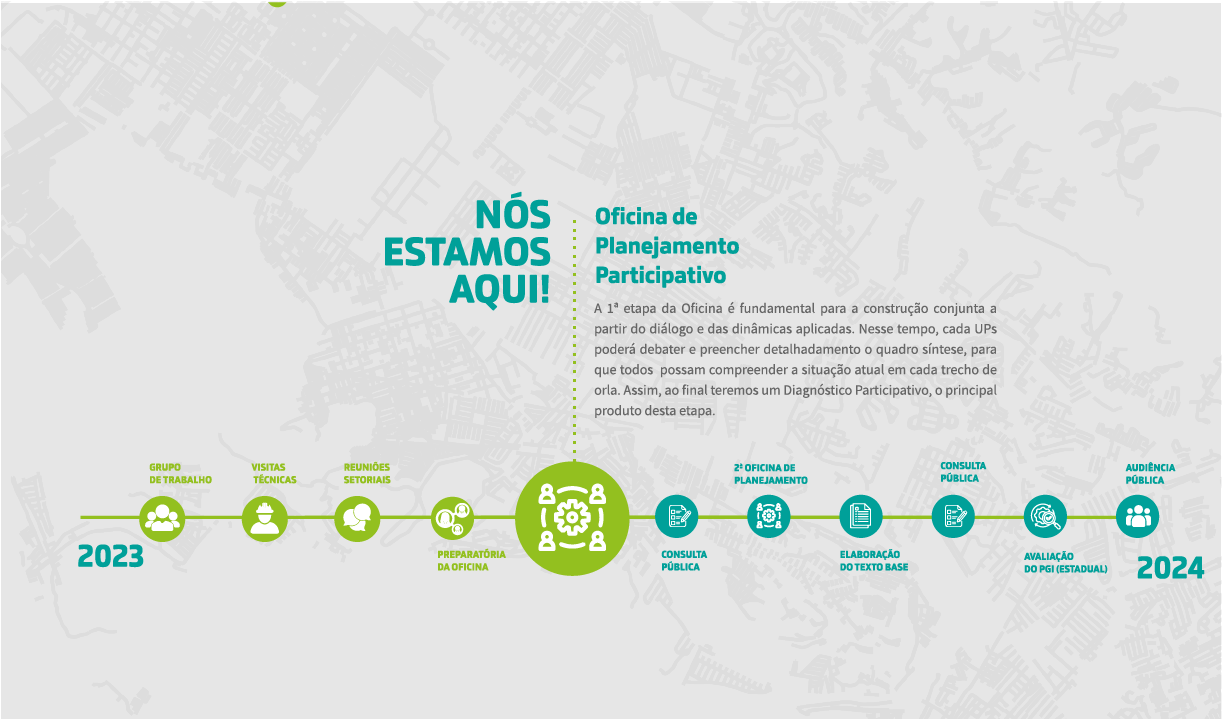 NÓS
ESTAMOS
AQUI!
Oficina de
Planejamento
Participativo
A 1ª etapa da Oficina é fundamental para a construção conjunta a
partir do diálogo e das dinâmicas aplicadas. Nesse tempo, cada UPs
poderá debater e preencher detalhadamento o quadro síntese, para
que todos possam compreender a situação atual em cada trecho de
orla. Assim, ao final teremos um Diagnóstico Participativo, o principal
produto desta etapa.
2023
GRUPO
DE TRABALHO
VISITAS
TÉCNICAS
REUNIÕES
SETORIAIS
PREPARATÓRIA
DA OFICINA
CONSULTA
PÚBLICA
2ª OFICINA DE
PLANEJAMENTO
ELABORAÇÃO
DO TEXTO BASE
CONSULTA
PÚBLICA
AVALIAÇÃO
DO PGI (ESTADUAL)
AUDIÊNCIA
PÚBLICA
2024